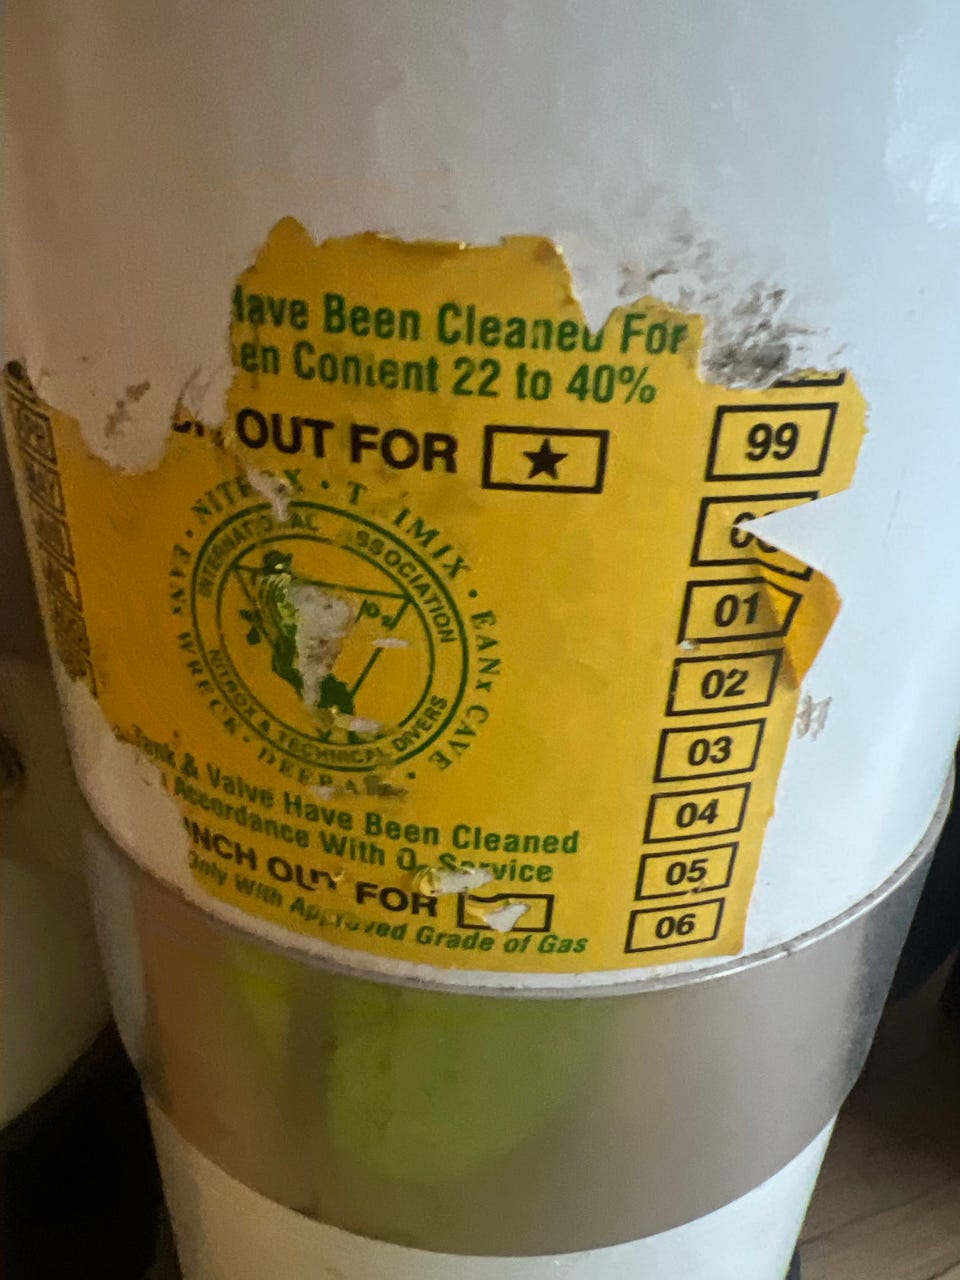 Have Been Cleaned For
en Content 22 to 40%
OUT FOR ★
NITROX • TRIMIX • EANx CAVE • DEEP • WRECK • EANx
INTERNATIONAL ASSOCIATION
NITROX & TECHNICAL DIVERS
Tank & Valve Have Been Cleaned
Accordance With O₂ Service
NCH OUT FOR
Only With Approved Grade of Gas
99
01
02
03
04
05
06